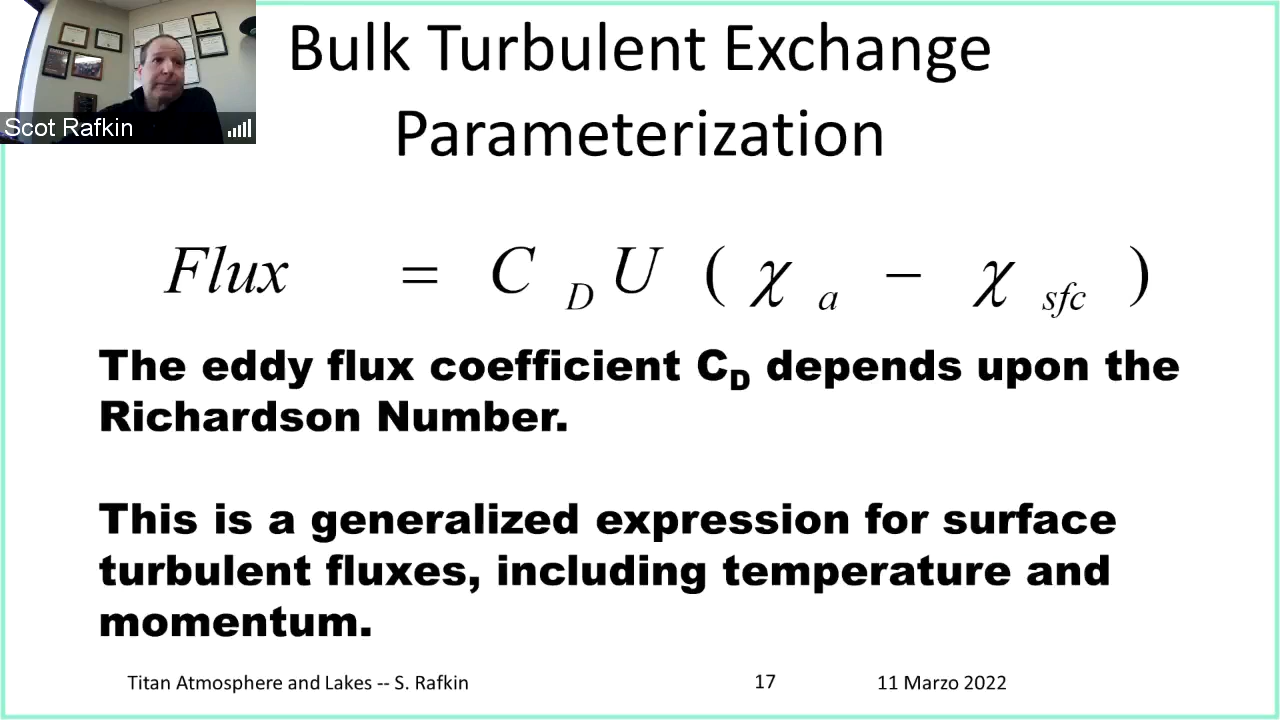 Scot Rafkin
Bulk Turbulent Exchange
Parameterization
Flux = C D U ( χ a − χ sfc )
The eddy flux coefficient CD depends upon the
Richardson Number.
This is a generalized expression for surface
turbulent fluxes, including temperature and
momentum.
Titan Atmosphere and Lakes -- S. Rafkin 17 11 Marzo 2022